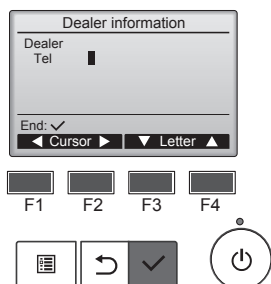 Dealer information
Dealer
Tel
End: ✓
◀ Cursor ▶ ▼ Letter ▲
F1 F2 F3 F4